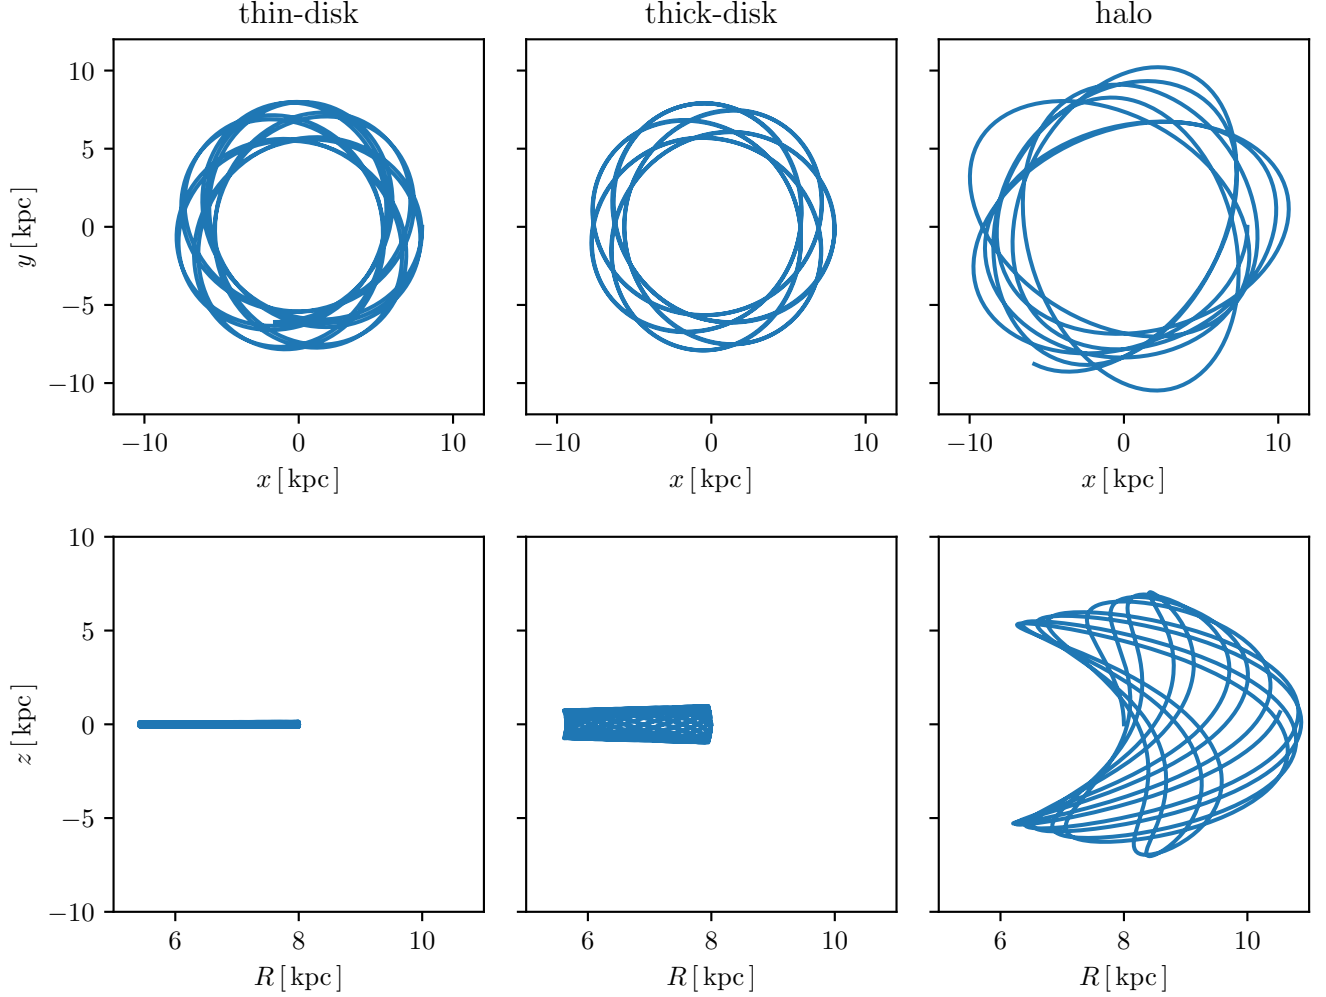 thin-disk thick-disk halo
10
5
0
−5
−10
y [ kpc ]
−10 0 10 −10 0 10 −10 0 10
x [ kpc ] x [ kpc ] x [ kpc ]
10
5
0
−5
−10
z [ kpc ]
6 8 10 6 8 10 6 8 10
R [ kpc ] R [ kpc ] R [ kpc ]